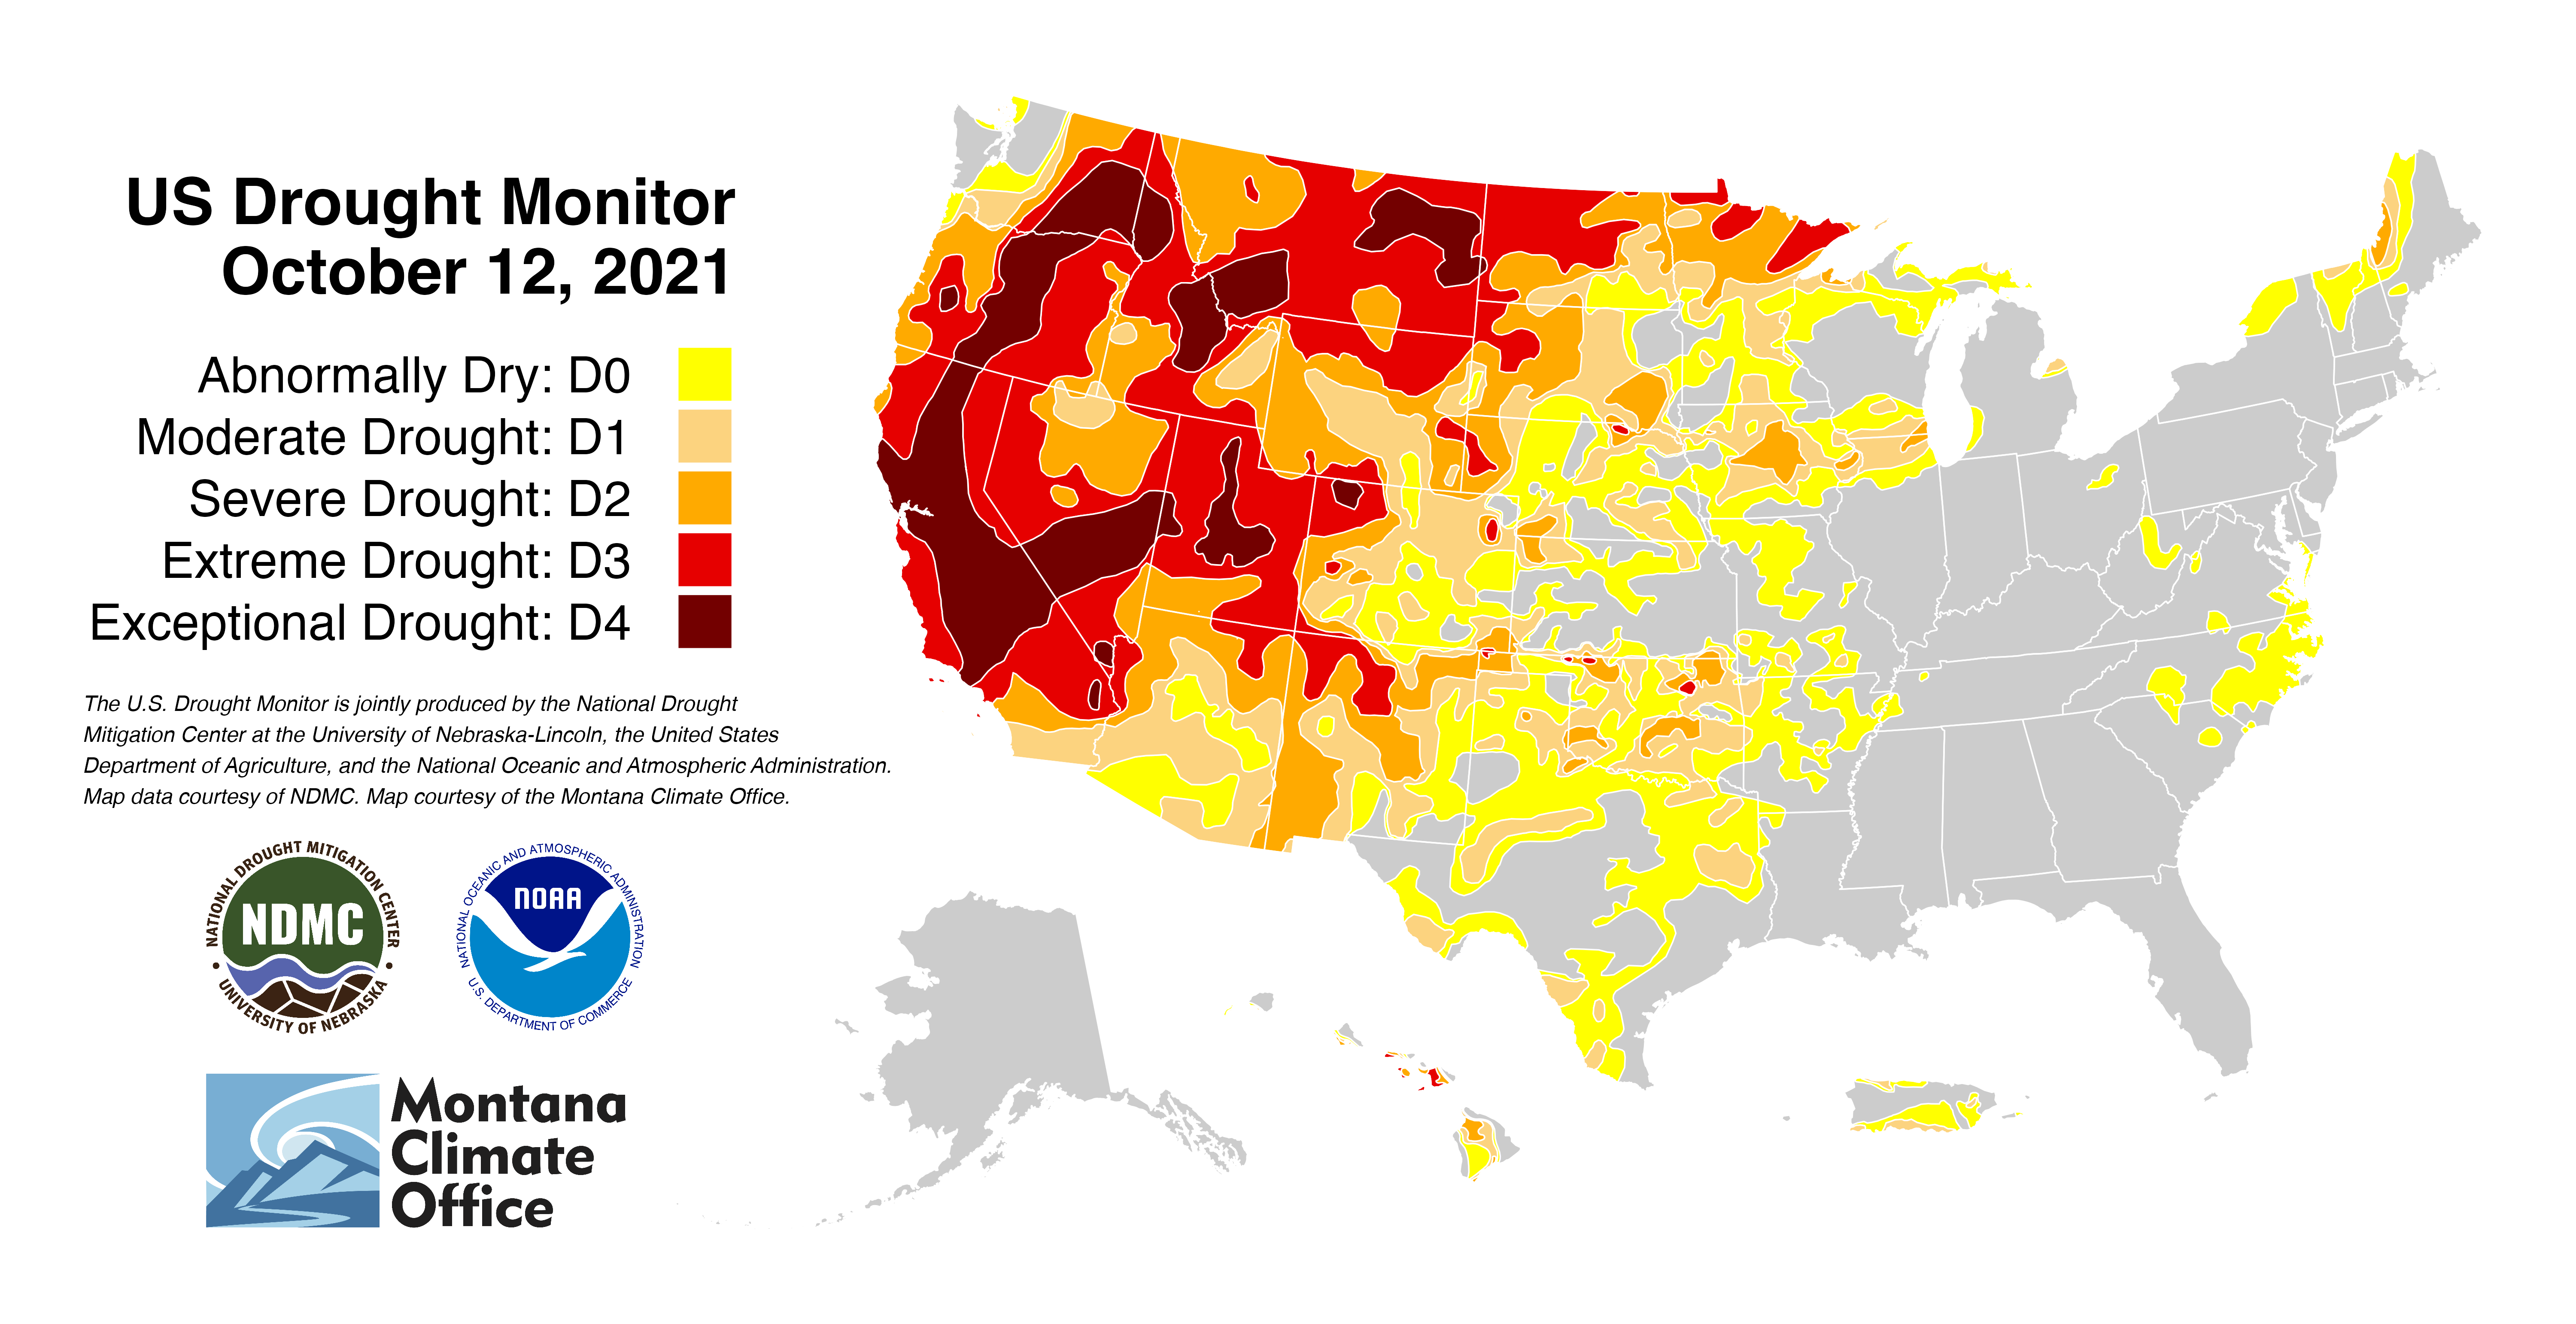 US Drought Monitor
October 12, 2021
Abnormally Dry: D0
Moderate Drought: D1
Severe Drought: D2
Extreme Drought: D3
Exceptional Drought: D4
The U.S. Drought Monitor is jointly produced by the National Drought
Mitigation Center at the University of Nebraska-Lincoln, the United States
Department of Agriculture, and the National Oceanic and Atmospheric Administration.
Map data courtesy of NDMC. Map courtesy of the Montana Climate Office.
NATIONAL DROUGHT MITIGATION CENTER
NDMC
• UNIVERSITY OF NEBRASKA •
NATIONAL OCEANIC AND ATMOSPHERIC ADMINISTRATION
NOAA
U.S. DEPARTMENT OF COMMERCE
Montana
Climate
Office